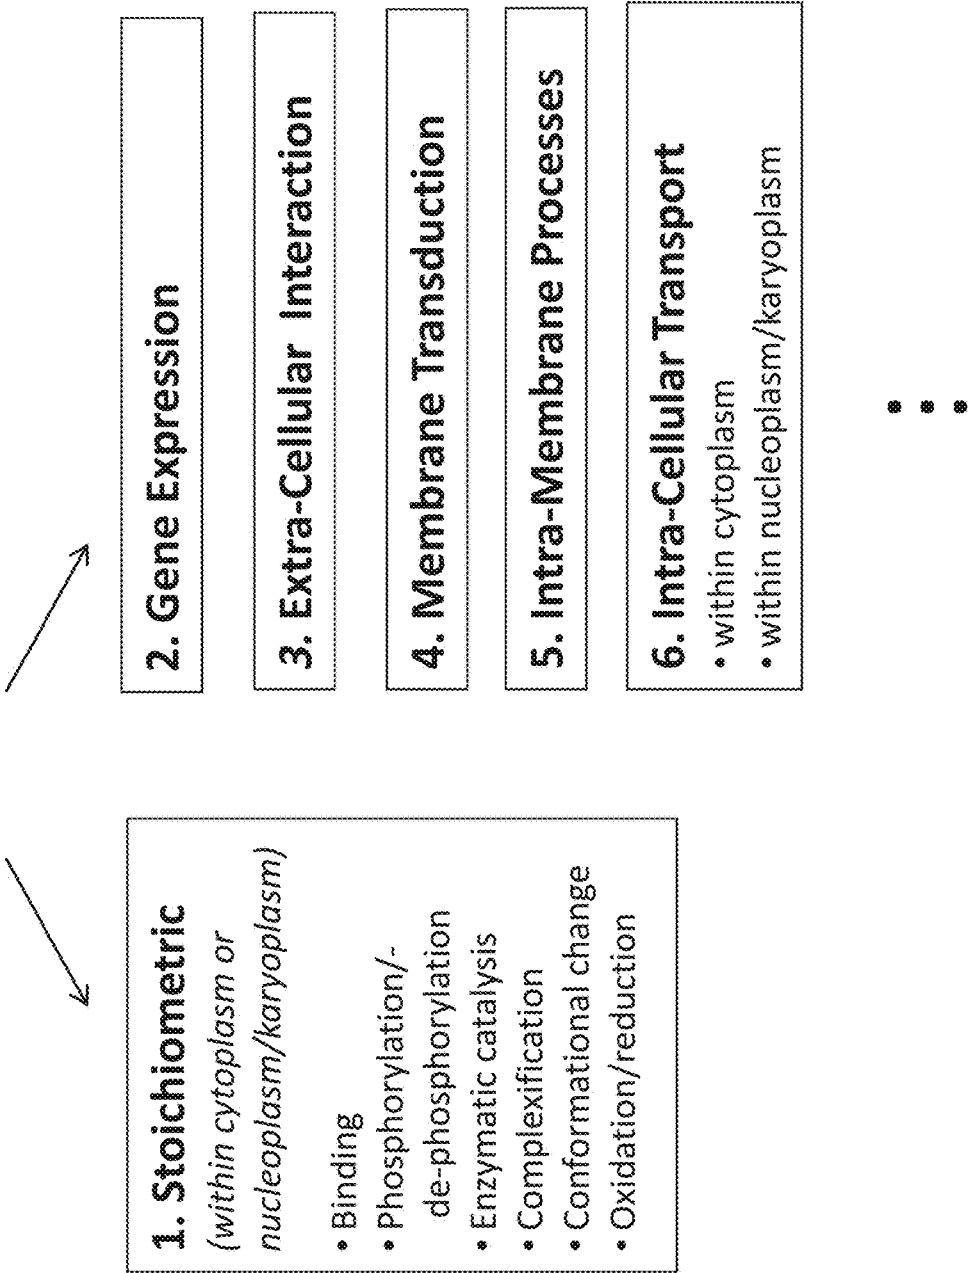 1. Stoichiometric
(within cytoplasm or
nucleoplasm/karyoplasm)
• Binding
• Phosphorylation/-
de-phosphorylation
• Enzymatic catalysis
• Complexification
• Conformational change
• Oxidation/reduction
2. Gene Expression
3. Extra-Cellular Interaction
4. Membrane Transduction
5. Intra-Membrane Processes
6. Intra-Cellular Transport
• within cytoplasm
• within nucleoplasm/karyoplasm